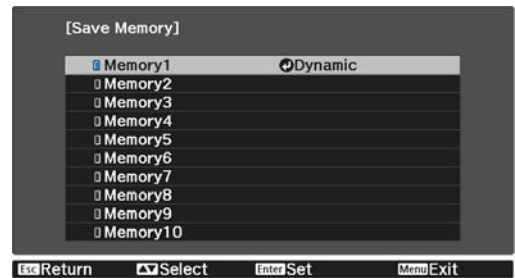 [Save Memory]
Memory1 Dynamic
Memory2
Memory3
Memory4
Memory5
Memory6
Memory7
Memory8
Memory9
Memory10
Esc Return Select Enter Set Menu Exit